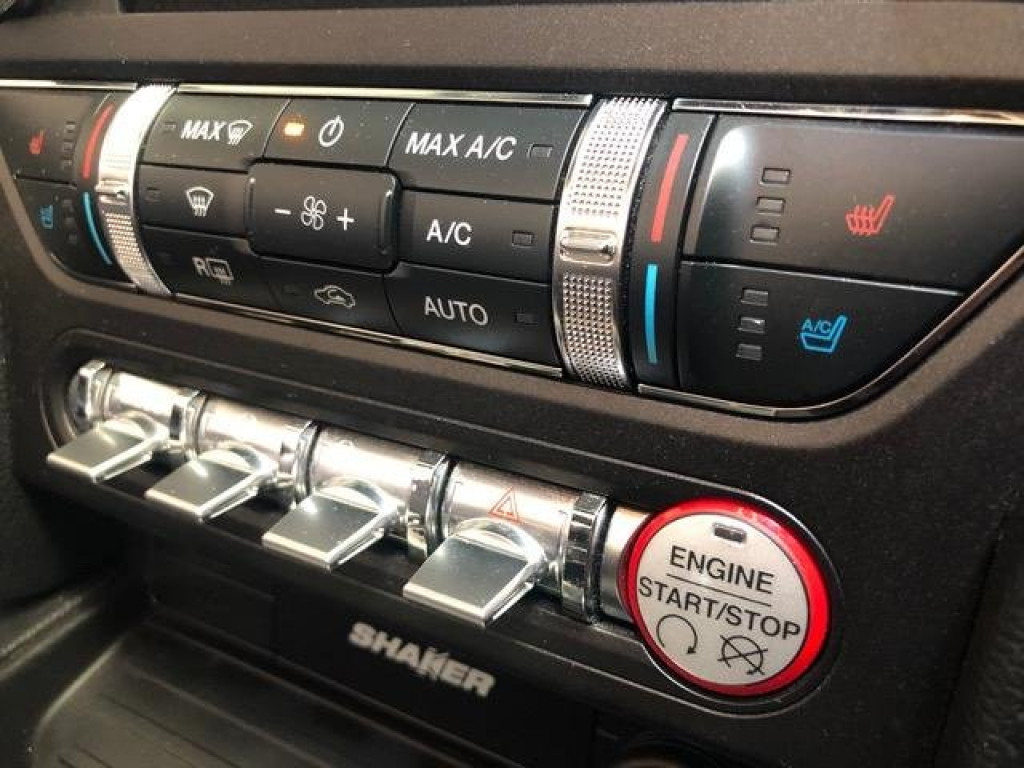 MAX
MAX A/C
- +
A/C
R
AUTO
A/C
ENGINE
START/STOP
SHAKER